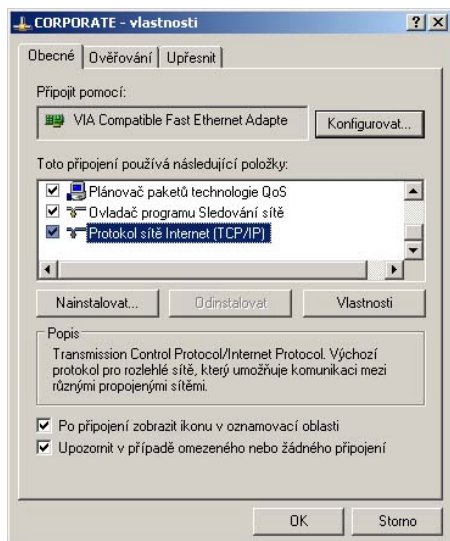 CORPORATE - vlastnosti
Obecné
Ověřování
Upřesnit
Připojit pomocí:
VIA Compatible Fast Ethernet Adapte
Konfigurovat...
Toto připojení používá následující položky:
Plánovač paketů technologie QoS
Ovladač programu Sledování sítě
Protokol sítě Internet (TCP/IP)
Nainstalovat...
Odinstalovat
Vlastnosti
Popis
Transmission Control Protocol/Internet Protocol. Výchozí
protokol pro rozlehlé sítě, který umožňuje komunikaci mezi
různými propojenými sítěmi.
Po připojení zobrazit ikonu v oznamovací oblasti
Upozornit v případě omezeného nebo žádného připojení
OK
Storno